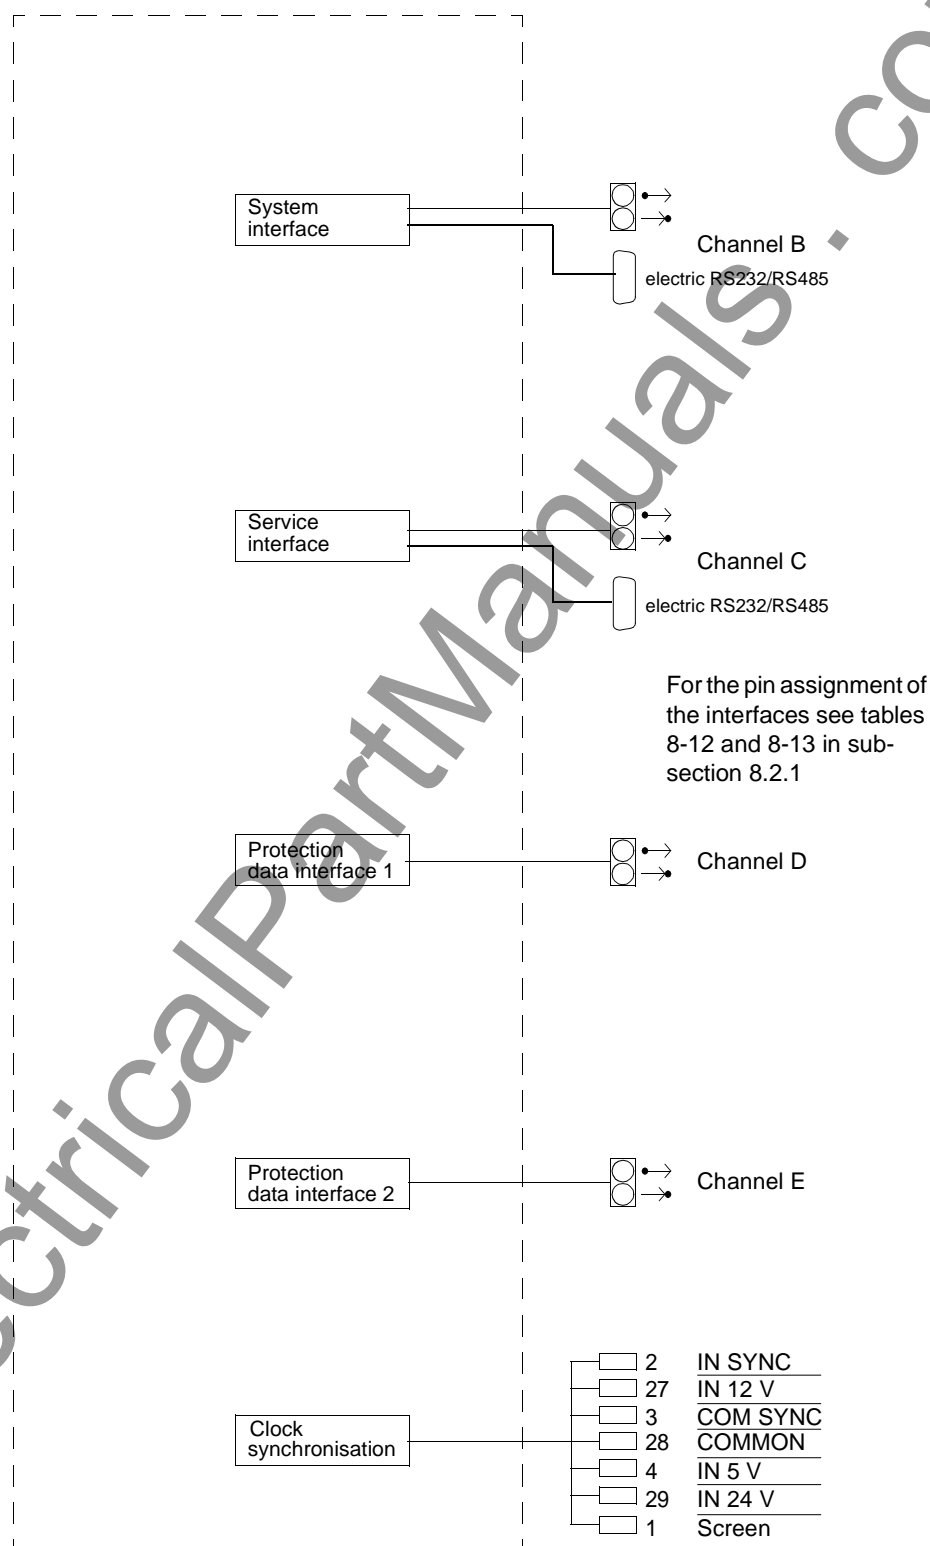 System
interface
Channel B
electric RS232/RS485
Service
interface
Channel C
electric RS232/RS485
For the pin assignment of
the interfaces see tables
8-12 and 8-13 in sub-
section 8.2.1
Protection
data interface 1
Channel D
Protection
data interface 2
Channel E
Clock
synchronisation
2 IN SYNC
27 IN 12 V
3 COM SYNC
28 COMMON
4 IN 5 V
29 IN 24 V
1 Screen
ectricalPartManuals . co